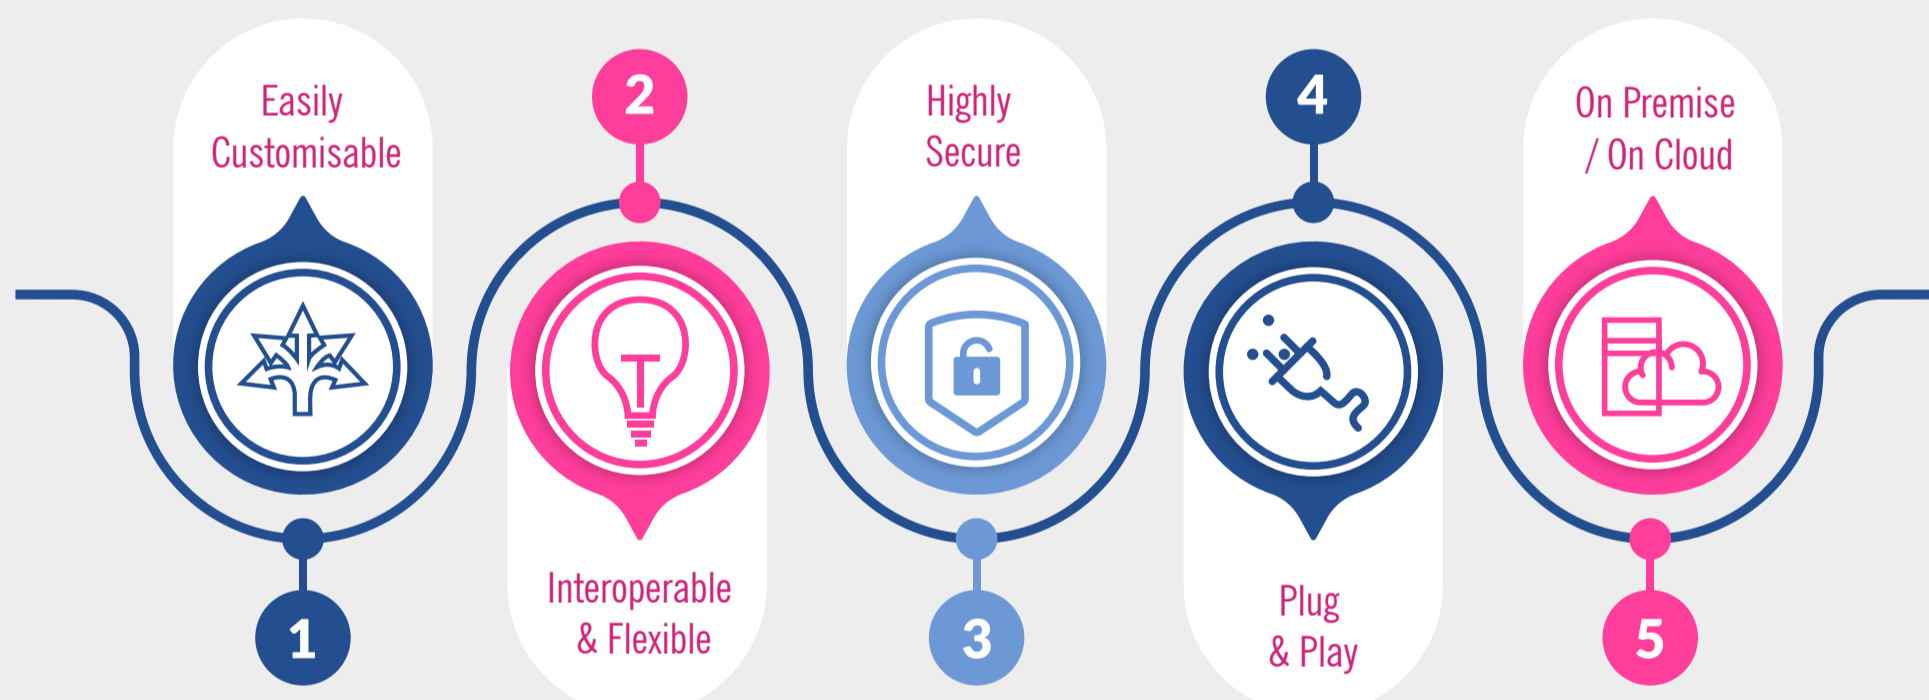 Easily
Customisable
1
2
Interoperable
& Flexible
Highly
Secure
3
4
Plug
& Play
On Premise
/ On Cloud
5